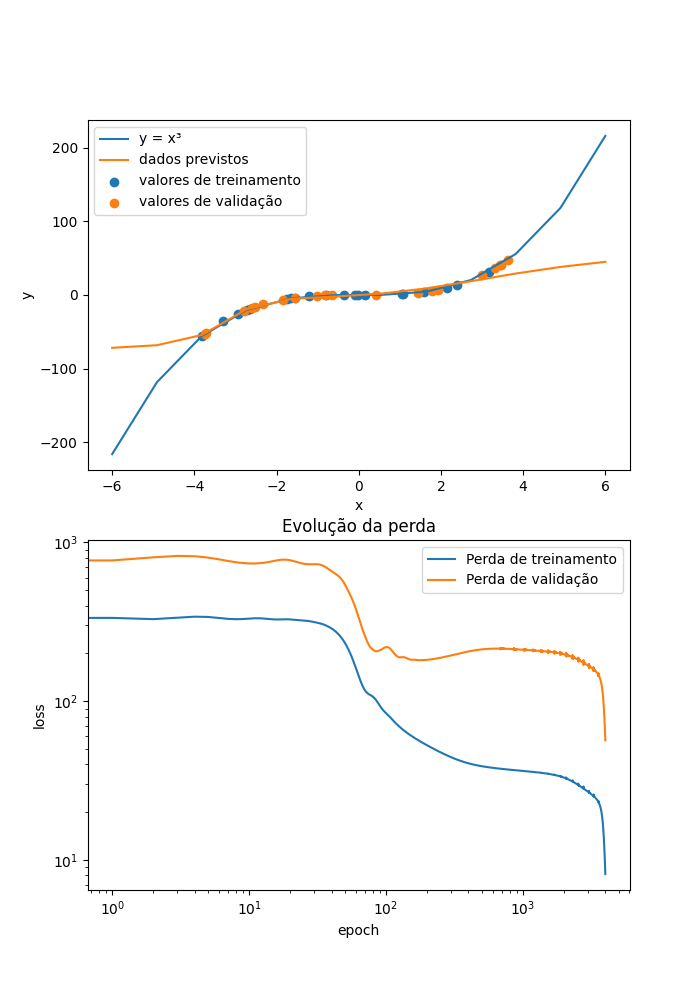 y = x³
dados previstos
valores de treinamento
valores de validação
200
100
0
−100
−200
y
−6
−4
−2
0
2
4
6
x
Evolução da perda
Perda de treinamento
Perda de validação
10³
10²
10¹
loss
10⁰
10¹
10²
10³
epoch